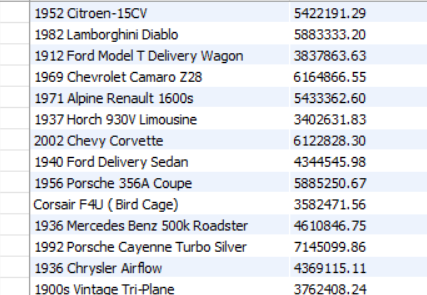 1952 Citroen-15CV 5422191.29
1982 Lamborghini Diablo 5883333.20
1912 Ford Model T Delivery Wagon 3837863.63
1969 Chevrolet Camaro Z28 6164866.55
1971 Alpine Renault 1600s 5433362.60
1937 Horch 930V Limousine 3402631.83
2002 Chevy Corvette 6122828.30
1940 Ford Delivery Sedan 4344545.98
1956 Porsche 356A Coupe 5885250.67
Corsair F4U ( Bird Cage) 3582471.56
1936 Mercedes Benz 500k Roadster 4610846.75
1992 Porsche Cayenne Turbo Silver 7145099.86
1936 Chrysler Airflow 4369115.11
1900s Vintage Tri-Plane 3762408.24